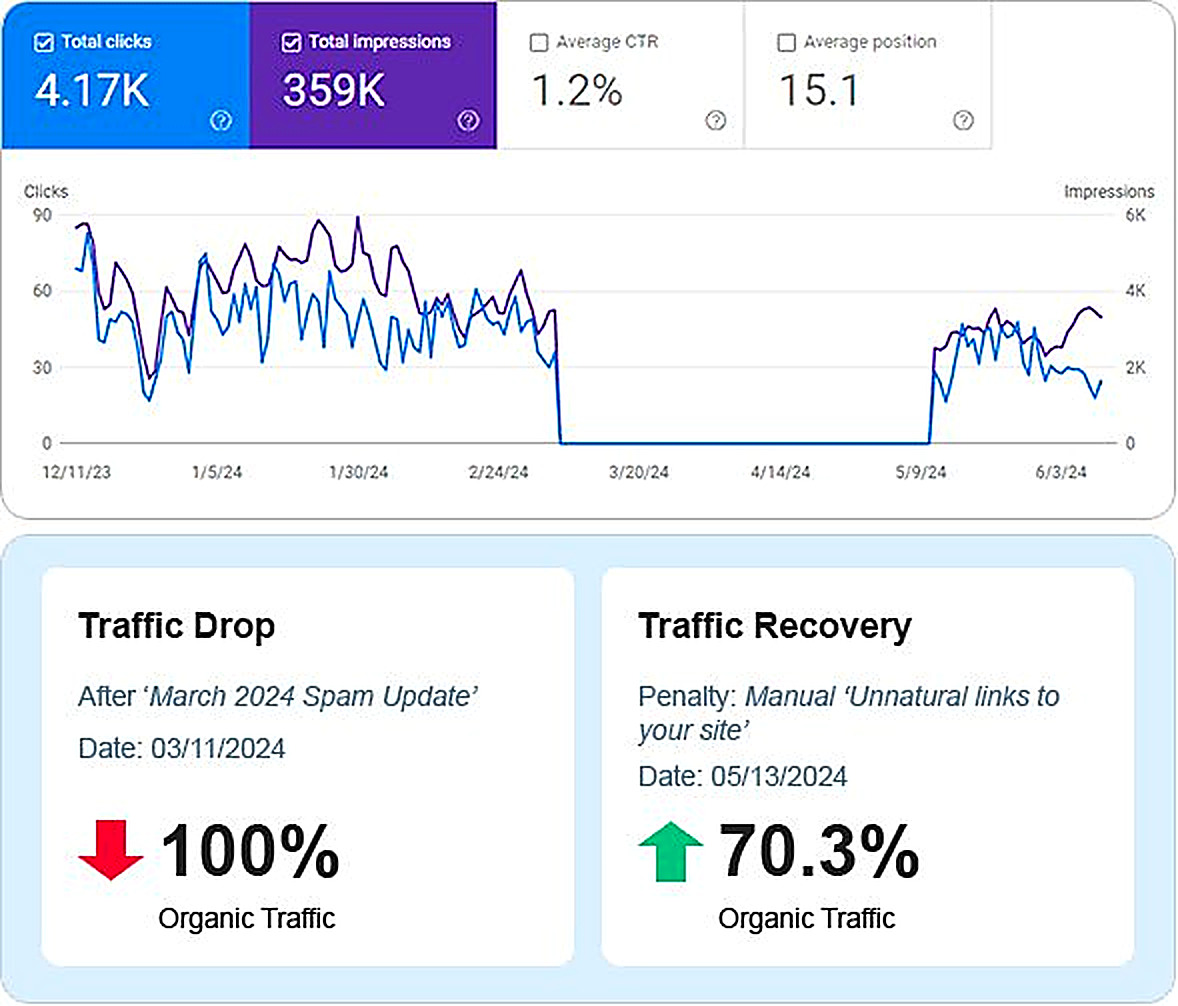 Total clicks
4.17K
Total impressions
359K
Average CTR
1.2%
Average position
15.1
Clicks
Impressions
90
6K
60
4K
30
2K
0
0
12/11/23
1/5/24
1/30/24
2/24/24
3/20/24
4/14/24
5/9/24
6/3/24
Traffic Drop
After ‘March 2024 Spam Update’
Date: 03/11/2024
100%
Organic Traffic
Traffic Recovery
Penalty: Manual ‘Unnatural links to
your site’
Date: 05/13/2024
70.3%
Organic Traffic